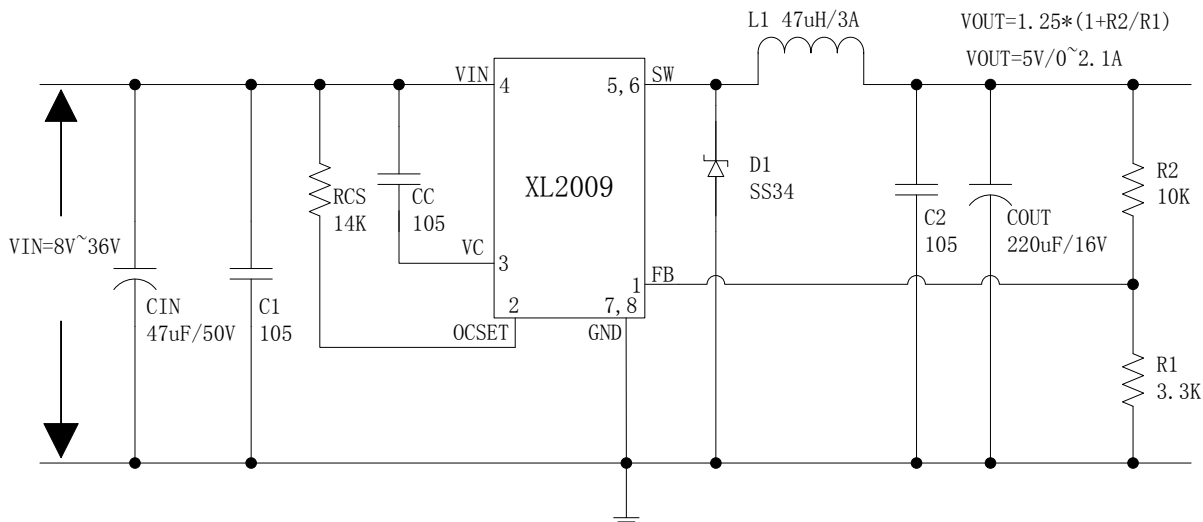 L1 47uH/3A
VOUT=1.25*(1+R2/R1)
VOUT=5V/0~2.1A
VIN
4
5,6
SW
XL2009
RCS
14K
CC
105
VC
3
D1
SS34
R2
10K
C2
105
COUT
220uF/16V
VIN=8V~36V
FB
1
2
7,8
CIN
47uF/50V
C1
105
OCSET
GND
R1
3.3K